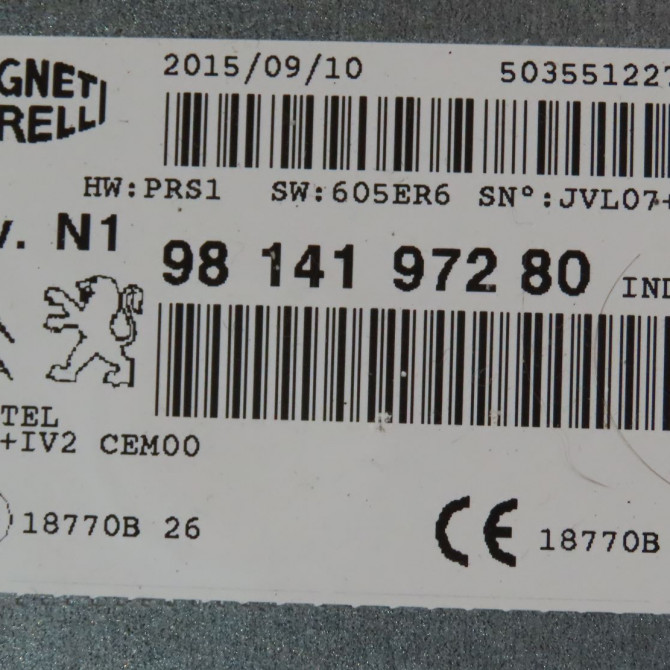 GNETI
RELLI
2015/09/10 50355122
HW:PRS1 SW:605ER6 SN°:JVL07+
v. N1
98 141 972 80 IND
TEL
+IV2 CEM00
18770B 26
CE 18770B